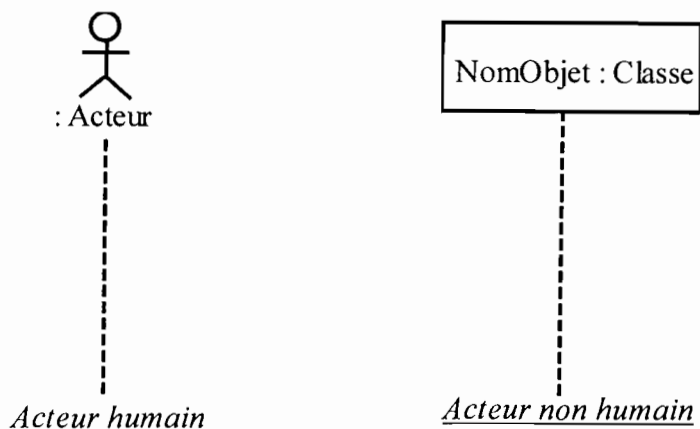 : Acteur
NomObjet : Classe
Acteur humain
Acteur non humain